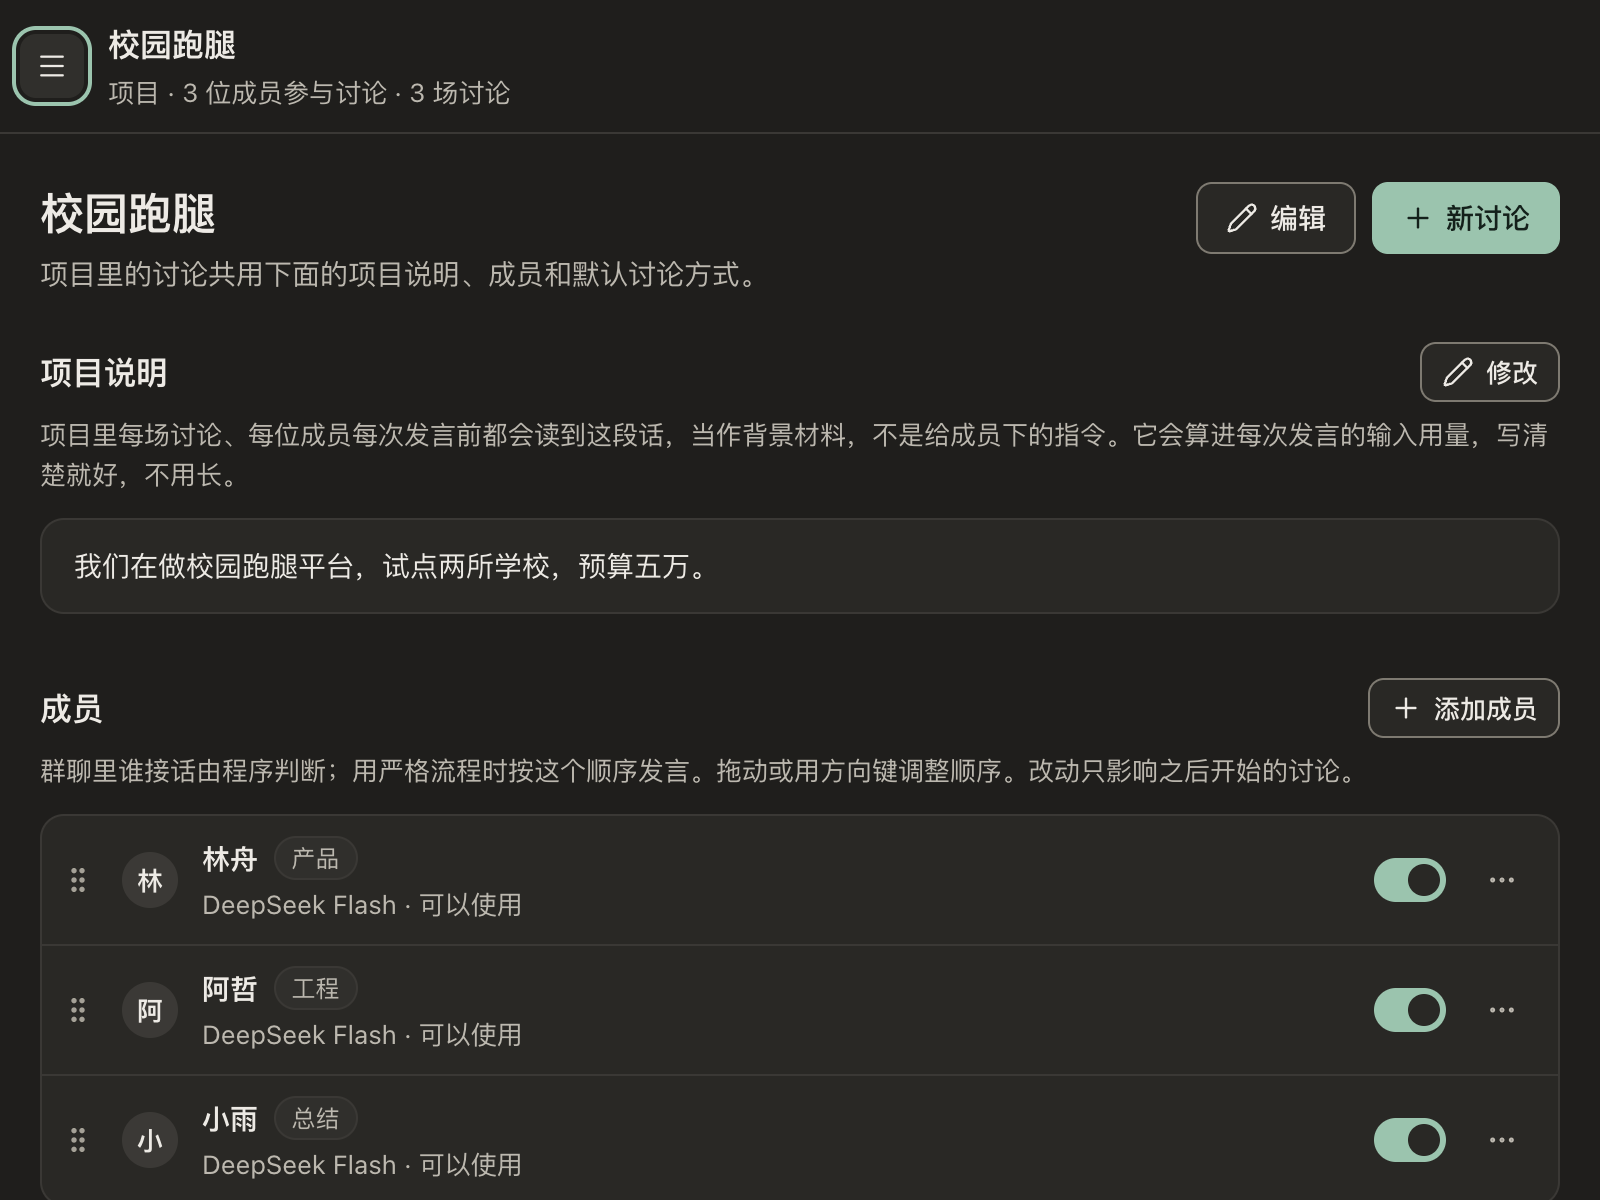 校园跑腿
项目 · 3 位成员参与讨论 · 3 场讨论
校园跑腿
编辑
新讨论
项目里的讨论共用下面的项目说明、成员和默认讨论方式。
项目说明
修改
项目里每场讨论、每位成员每次发言前都会读到这段话，当作背景材料，不是给成员下的指令。它会算进每次发言的输入用量，写清
楚就好，不用长。
我们在做校园跑腿平台，试点两所学校，预算五万。
成员
添加成员
群聊里谁接话由程序判断；用严格流程时按这个顺序发言。拖动或用方向键调整顺序。改动只影响之后开始的讨论。
林
林舟 产品
DeepSeek Flash · 可以使用
阿
阿哲 工程
DeepSeek Flash · 可以使用
小
小雨 总结
DeepSeek Flash · 可以使用